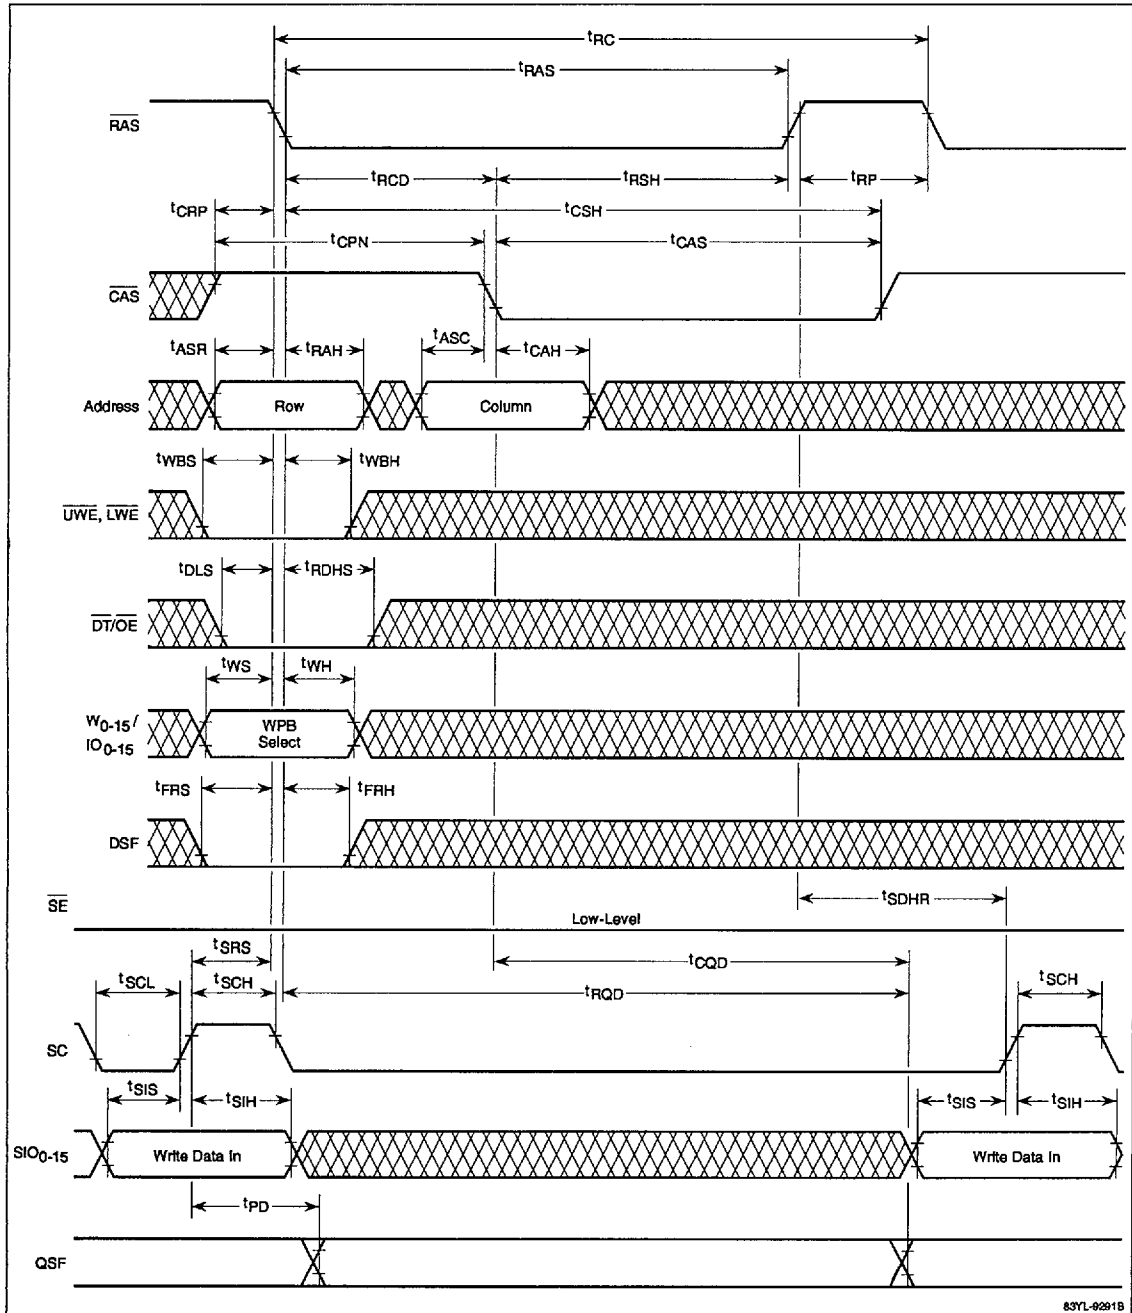 tRC
tRAS
RAS
tRCD
tRSH
tRP
tCRP
tCSH
tCPN
tCAS
CAS
tASR
tRAH
tASC
tCAH
Address
Row
Column
tWBS
tWBH
UWE, LWE
tDLS
tRDHS
DT/OE
tWS
tWH
W0-15/
IO0-15
WPB
Select
tFRS
tFRH
DSF
SE
tSDHR
Low-Level
tSRS
tCQD
tSCL
tSCH
tRQD
tSCH
SC
tSIS
tSIH
tSIS
tSIH
SIO0-15
Write Data In
Write Data In
tPD
QSF
83YL-9291B